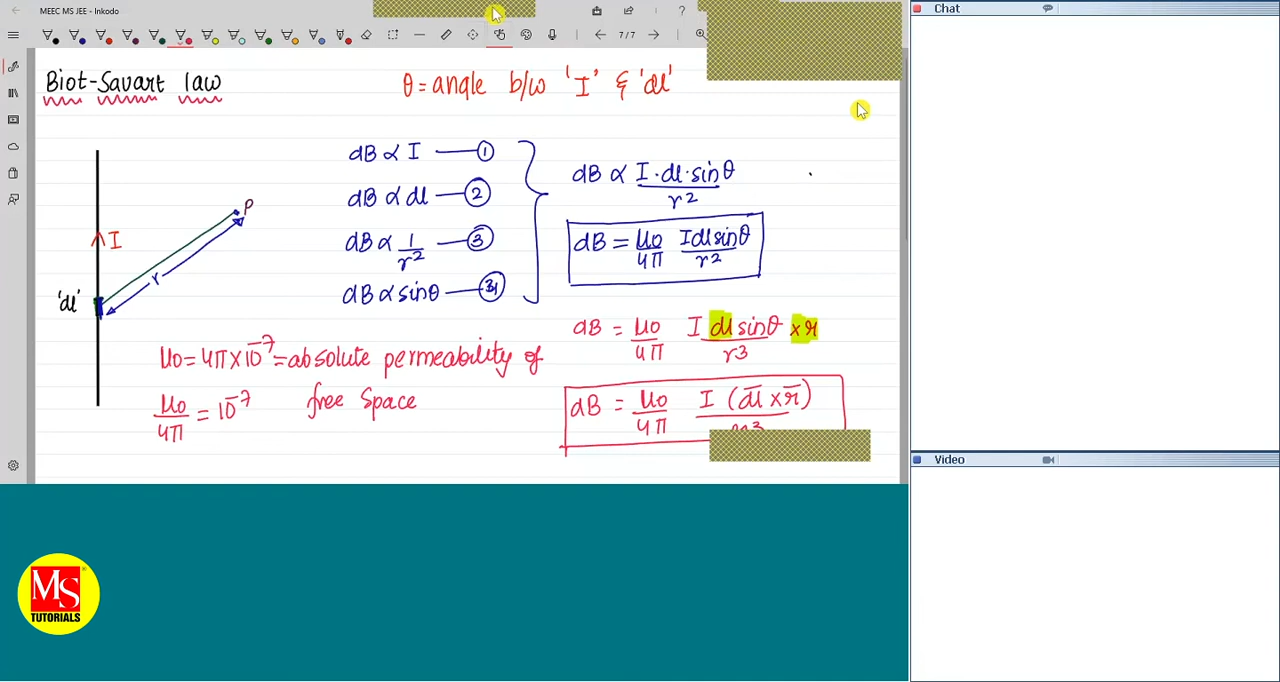 MEEC MS JEE - Inkodo
?
7 / 7
Chat
Biot-Savart law
θ = angle b/w 'I' & 'dl'
dB ∝ I — ①
dB ∝ dl — ②
dB ∝ 1/r² — ③
dB ∝ sinθ —
dB ∝ I·dl·sinθ / r²
dB = μ0/4π Idlsinθ/r²
P
I
r
'dl'
dB = μ0/4π I dl sinθ × r / r3
dB = μ0/4π I (dl̅ × r̅)
μ0 = 4π × 10⁻⁷ = absolute permeability of
free Space
μ0/4π = 10⁻⁷
Video
MS
TUTORIALS
®